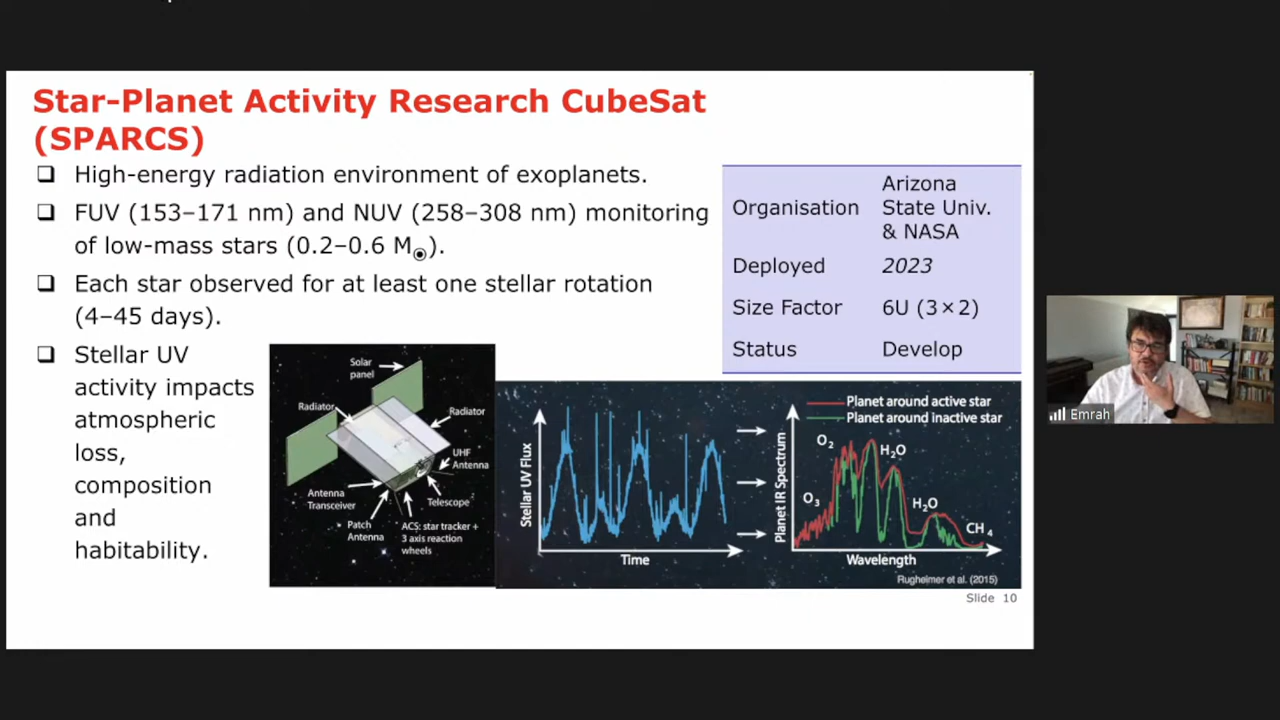 Star-Planet Activity Research CubeSat
(SPARCS)
❑ High-energy radiation environment of exoplanets.
❑ FUV (153–171 nm) and NUV (258–308 nm) monitoring
of low-mass stars (0.2–0.6 M☉).
❑ Each star observed for at least one stellar rotation
(4–45 days).
❑ Stellar UV
activity impacts
atmospheric
loss,
composition
and
habitability.
Organisation Arizona
State Univ.
& NASA
Deployed 2023
Size Factor 6U (3×2)
Status Develop
Solar
panel
Radiator
Radiator
UHF
Antenna
Telescope
Antenna
Transceiver
Patch
Antenna
ACS: star tracker +
3 axis reaction
wheels
Stellar UV Flux
Time
Planet around active star
Planet around inactive star
Planet IR Spectrum
O2
H2O
O3
H2O
CH4
Wavelength
Rugheimer et al. (2015)
Slide 10
Emrah